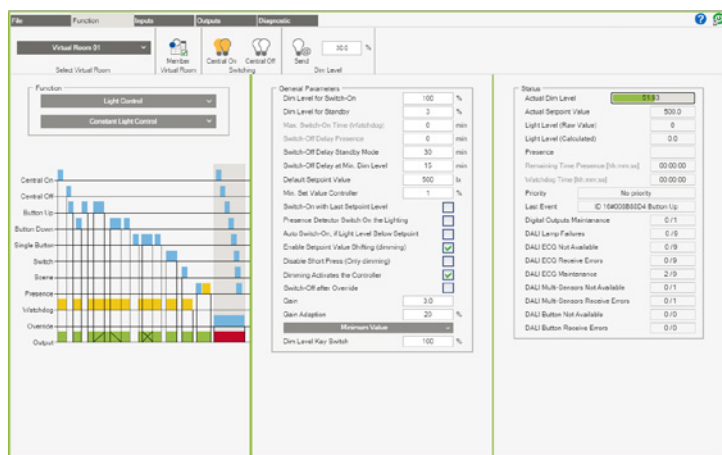 File Function Inputs Outputs Diagnostic
Virtual Room 01
Select Virtual Room
Member
Virtual Room
Central On Central Off
Switching
Send
30.0 %
Dim Level
Function
Light Control
Constant Light Control
Central On
Central Off
Button Up
Button Down
Single Button
Switch
Scene
Presence
Watchdog
Override
Output
General Parameters
Dim Level for Switch-On 100 %
Dim Level for Standby 3 %
Max. Switch-On Time (Watchdog) 0 min
Switch-Off Delay Presence 0 min
Switch-Off Delay Standby Mode 30 min
Switch-Off Delay at Min. Dim Level 15 min
Default Setpoint Value 500 lx
Min. Set Value Controller 1 %
Switch-On with Last Setpoint Level
Presence Detector Switch On the Lighting
Auto Switch-On, if Light Level Below Setpoint
Enable Setpoint Value Shifting (dimming)
Disable Short Press (Only dimming)
Dimming Activates the Controller
Switch-Off after Override
Gain 3.0
Gain Adaption 20 %
Minimum Value
Dim Level Key Switch 100 %
Status
Actual Dim Level 51.93
Actual Setpoint Value 500.0
Light Level (Raw Value) 0
Light Level (Calculated) 0.0
Presence
Remaining Time Presence [hh:mm:ss] 00:00:00
Watchdog Time [hh:mm:ss] 00:00:00
Priority No priority
Last Event ID 16#008B88D4 Button Up
Digital Outputs Maintenance 0 / 1
DALI Lamp Failures 0 / 9
DALI ECG Not Available 0 / 9
DALI ECG Receive Errors 0 / 9
DALI ECG Maintenance 2 / 9
DALI Multi-Sensors Not Available 0 / 1
DALI Multi-Sensors Receive Errors 0 / 1
DALI Button Not Available 0 / 0
DALI Button Receive Errors 0 / 0